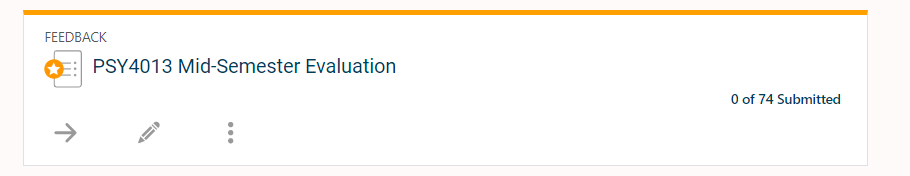 FEEDBACK
PSY4013 Mid-Semester Evaluation
0 of 74 Submitted